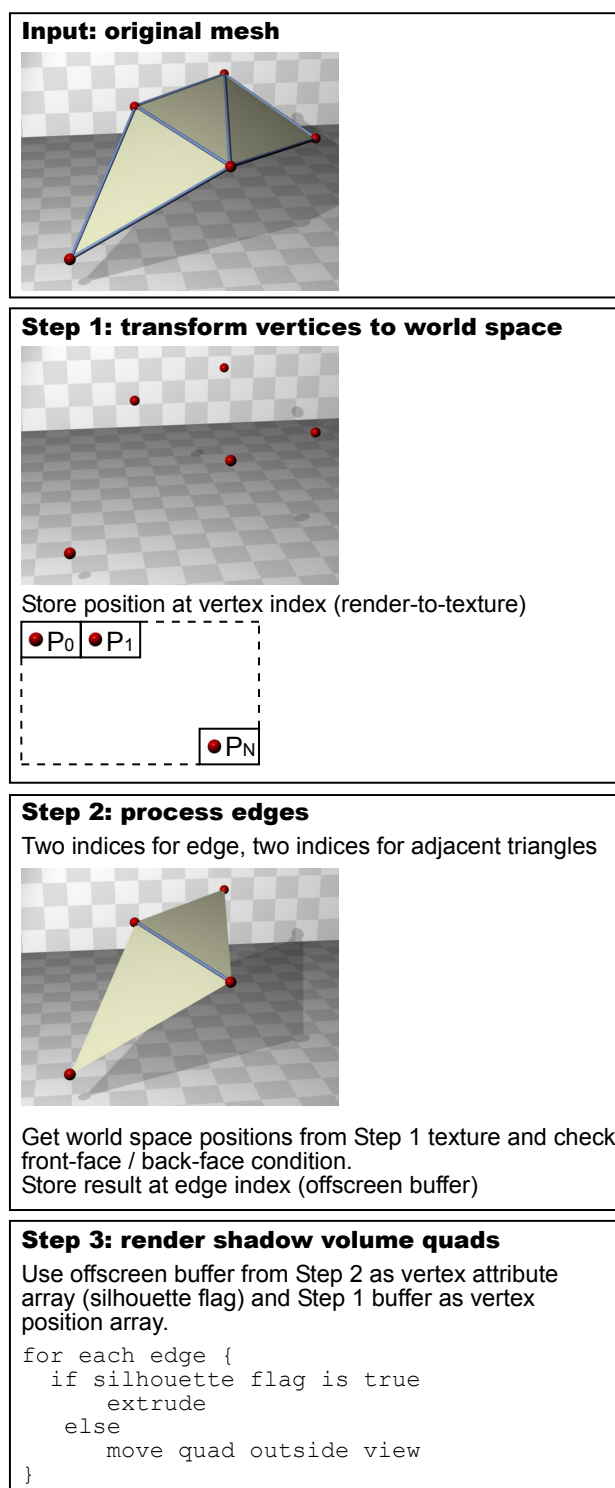 Input: original mesh
Step 1: transform vertices to world space
Store position at vertex index (render-to-texture)
P0 P1
PN
Step 2: process edges
Two indices for edge, two indices for adjacent triangles
Get world space positions from Step 1 texture and check
front-face / back-face condition.
Store result at edge index (offscreen buffer)
Step 3: render shadow volume quads
Use offscreen buffer from Step 2 as vertex attribute
array (silhouette flag) and Step 1 buffer as vertex
position array.
for each edge {
if silhouette flag is true
extrude
else
move quad outside view
}